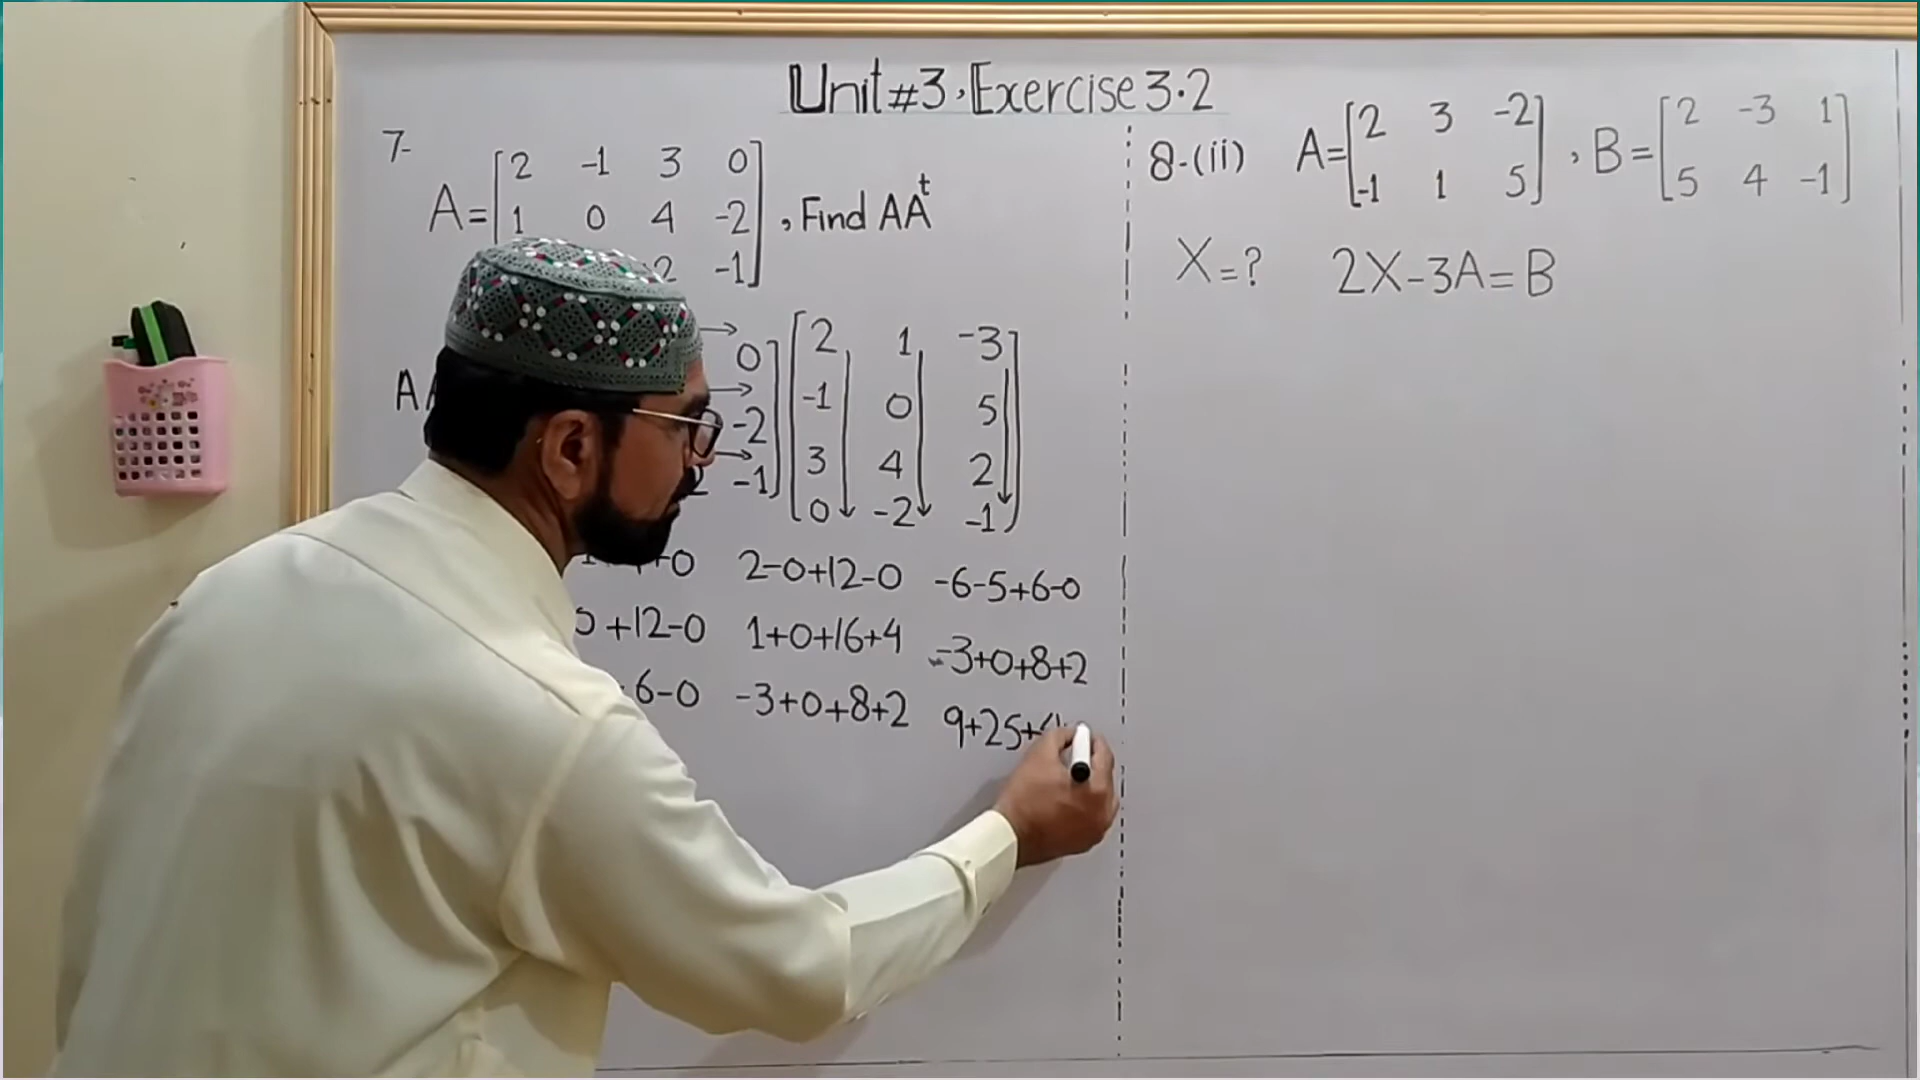 Unit #3, Exercise 3.2
7-
A = [2 -1 3 0
1 0 4 -2
2 -1] , Find AAᵗ
A
0] [2 1 -3
-2 -1 0 5
-1] 3 4 2
0 -2 -1]
+0 2-0+12-0 -6-5+6-0
+12-0 1+0+16+4 -3+0+8+2
6-0 -3+0+8+2 9+25+4
8-(ii) A = [2 3 -2
-1 1 5] , B = [2 -3 1
5 4 -1]
X = ? 2X-3A = B